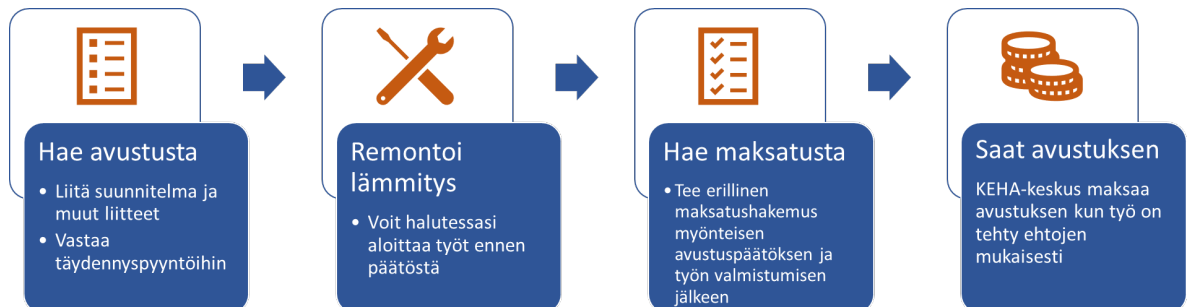 Hae avustusta
• Liitä suunnitelma ja
muut liitteet
• Vastaa
täydennyspyyntöihin
Remontoi
lämmitys
• Voit halutessasi
aloittaa työt ennen
päätöstä
Hae maksatusta
• Tee erillinen
maksatushakemus
myönteisen
avustuspäätöksen ja
työn valmistumisen
jälkeen
Saat avustuksen
KEHA-keskus maksaa
avustuksen kun työ on
tehty ehtojen
mukaisesti